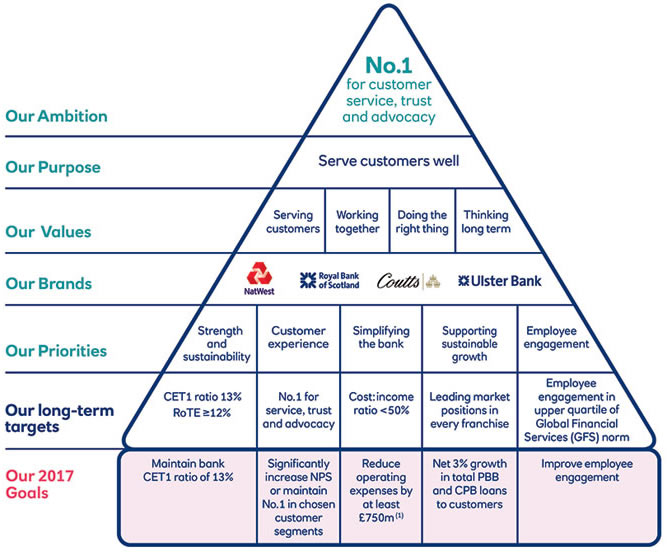 No.1
for customer
service, trust
and advocacy
Our Ambition
Our Purpose
Serve customers well
Our Values
Serving
customers
Working
together
Doing the
right thing
Thinking
long term
Our Brands
NatWest
Royal Bank
of Scotland
Coutts
Ulster Bank
Our Priorities
Strength
and
sustainability
Customer
experience
Simplifying
the bank
Supporting
sustainable
growth
Employee
engagement
Our long-term
targets
CET1 ratio 13%
RoTE ≥12%
No.1 for
service, trust
and advocacy
Cost:income
ratio <50%
Leading market
positions in
every franchise
Employee
engagement in
upper quartile of
Global Financial
Services (GFS) norm
Our 2017
Goals
Maintain bank
CET1 ratio of 13%
Significantly
increase NPS
or maintain
No.1 in chosen
customer
segments
Reduce
operating
expenses by
at least
£750m(1)
Net 3% growth
in total PBB
and CPB loans
to customers
Improve employee
engagement